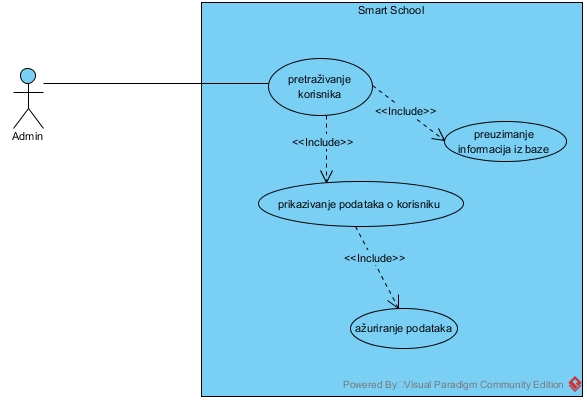 Smart School
Admin
pretraživanje
korisnika
<<Include>>
preuzimanje
informacija iz baze
<<Include>>
prikazivanje podataka o korisniku
<<Include>>
ažuriranje podataka
Powered By Visual Paradigm Community Edition